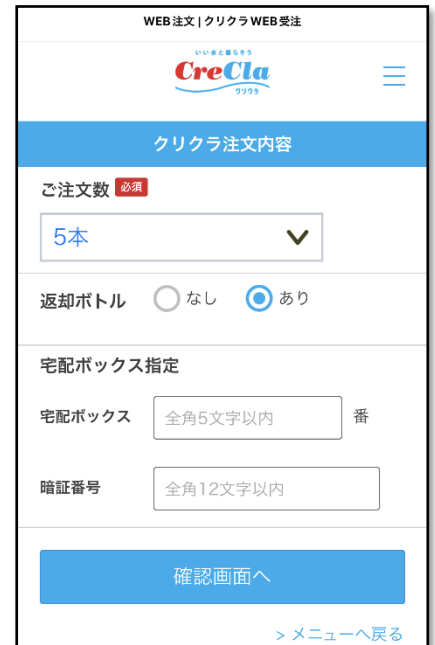 WEB注文 | クリクラWEB受注
いい水と暮らそう
CreCla
クリクラ
クリクラ注文内容
ご注文数 必須
5本
返却ボトル なし あり
宅配ボックス指定
宅配ボックス 全角5文字以内 番
暗証番号 全角12文字以内
確認画面へ
> メニューへ戻る